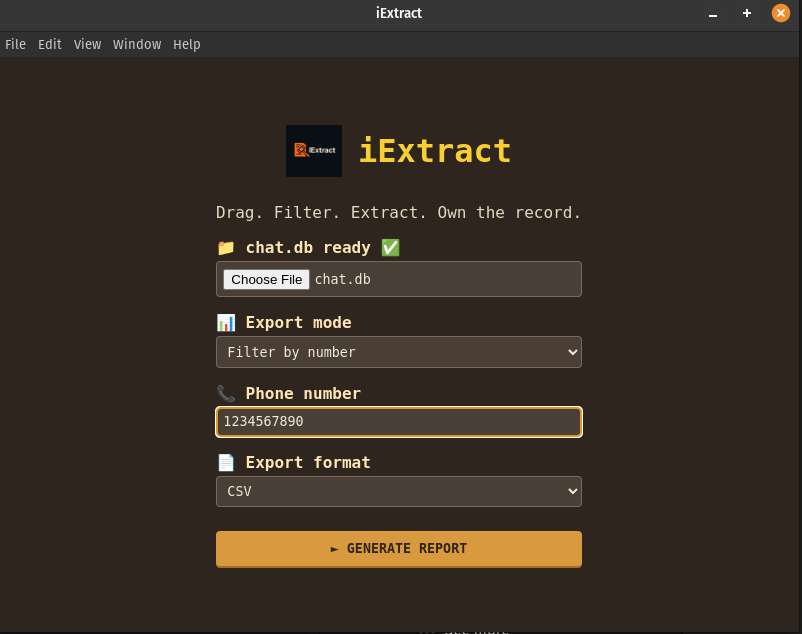 iExtract
File Edit View Window Help
iExtract
iExtract
Drag. Filter. Extract. Own the record.
chat.db ready
Choose File chat.db
Export mode
Filter by number
Phone number
1234567890
Export format
CSV
► GENERATE REPORT